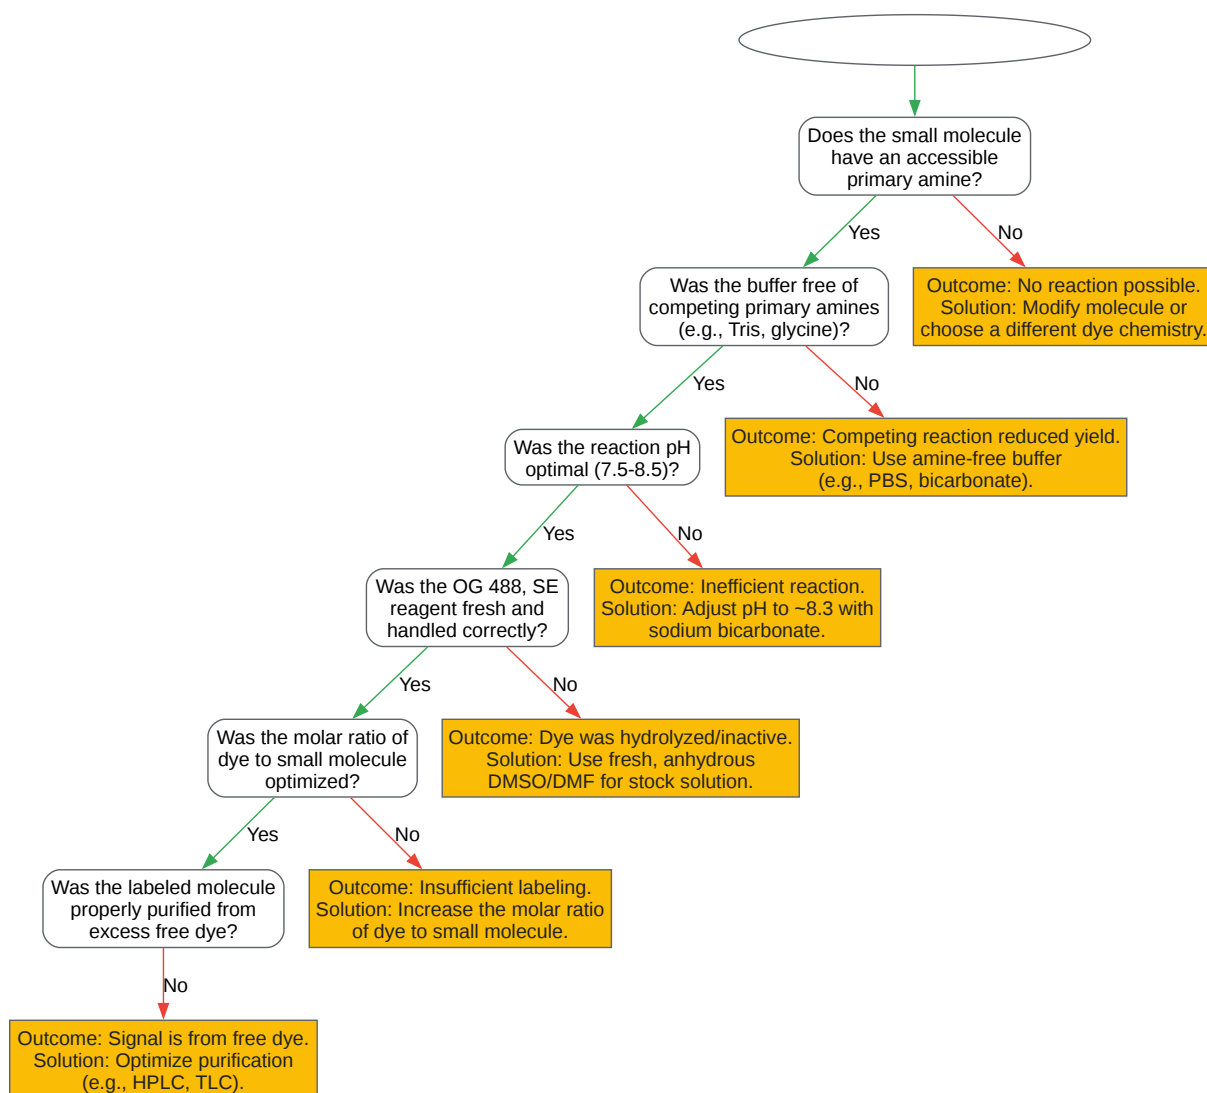 Does the small molecule
have an accessible
primary amine?
Yes
No
Was the buffer free of
competing primary amines
(e.g., Tris, glycine)?
Outcome: No reaction possible.
Solution: Modify molecule or
choose a different dye chemistry.
Yes
No
Was the reaction pH
optimal (7.5-8.5)?
Outcome: Competing reaction reduced yield.
Solution: Use amine-free buffer
(e.g., PBS, bicarbonate).
Yes
No
Was the OG 488, SE
reagent fresh and
handled correctly?
Outcome: Inefficient reaction.
Solution: Adjust pH to ~8.3 with
sodium bicarbonate.
Yes
No
Was the molar ratio of
dye to small molecule
optimized?
Outcome: Dye was hydrolyzed/inactive.
Solution: Use fresh, anhydrous
DMSO/DMF for stock solution.
Yes
No
Was the labeled molecule
properly purified from
excess free dye?
Outcome: Insufficient labeling.
Solution: Increase the molar ratio
of dye to small molecule.
No
Outcome: Signal is from free dye.
Solution: Optimize purification
(e.g., HPLC, TLC).